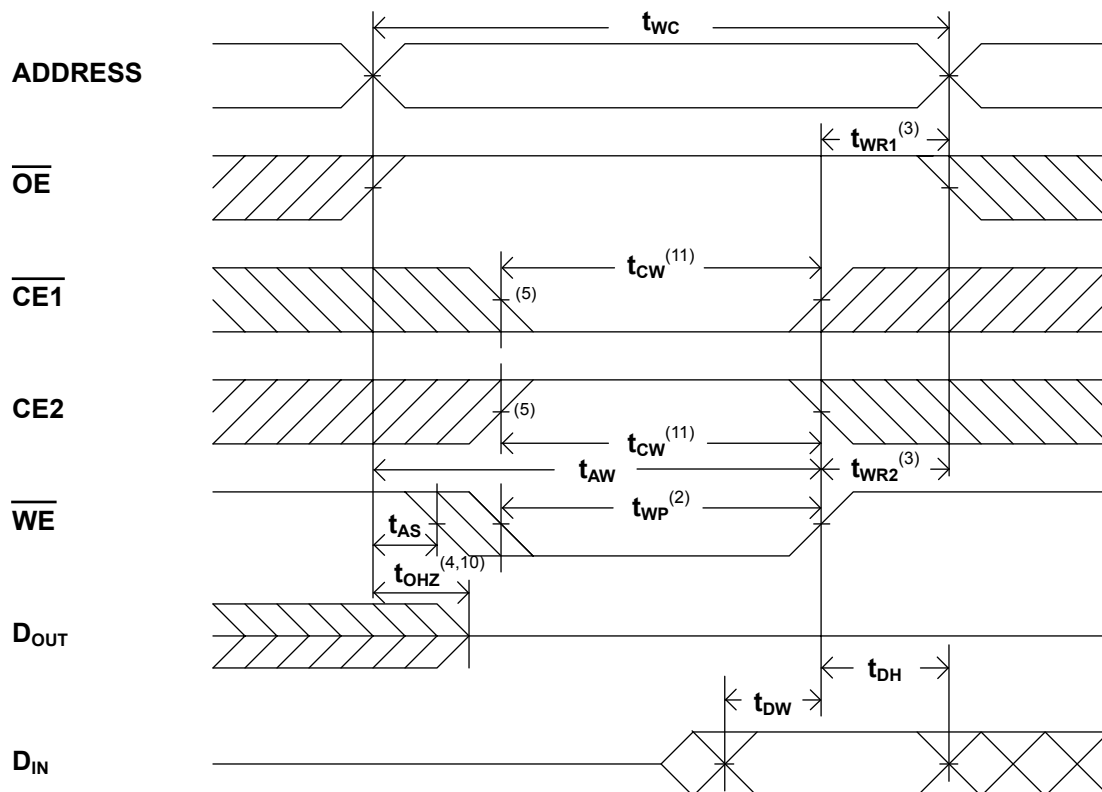 tWC
ADDRESS
tWR1(3)
OE
tCW(11)
CE1
(5)
CE2
(5)
tCW(11)
tAW
tWR2(3)
WE
tWP(2)
tAS
tOHZ(4,10)
DOUT
tDH
tDW
DIN